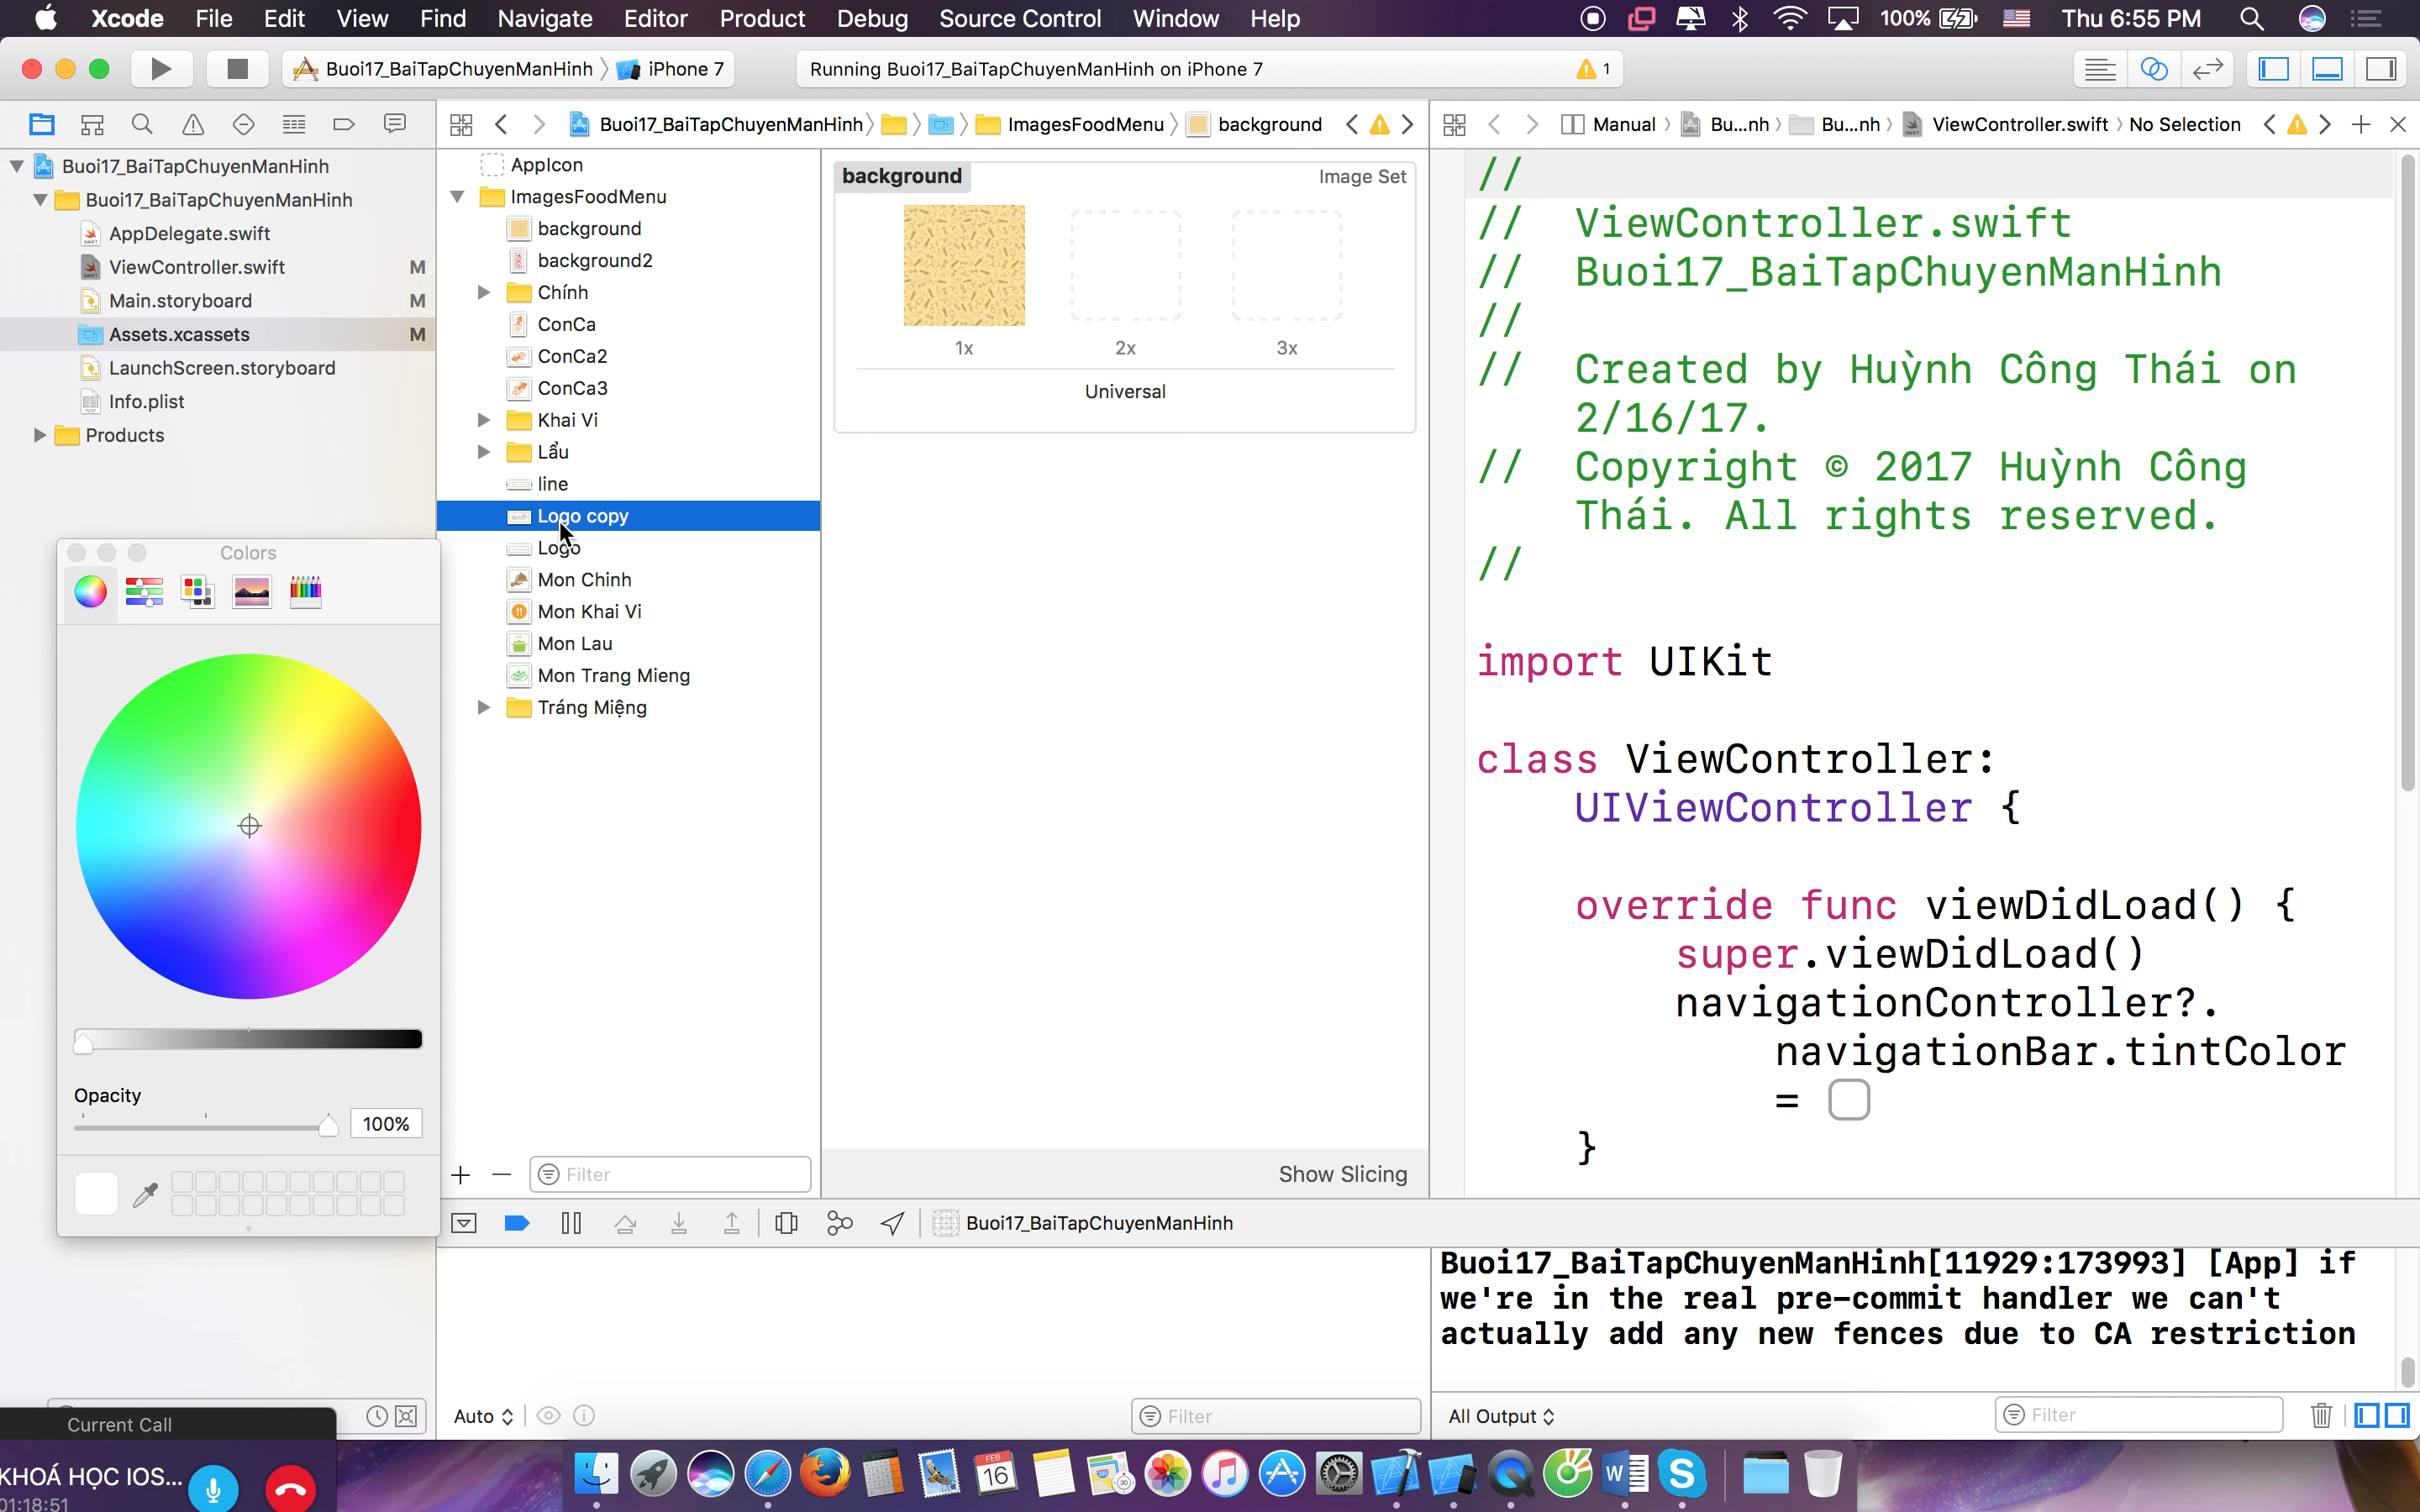 Xcode File Edit View Find Navigate Editor Product Debug Source Control Window Help 100% Thu 6:55 PM
Buoi17_BaiTapChuyenManHinh iPhone 7 Running Buoi17_BaiTapChuyenManHinh on iPhone 7 1
Buoi17_BaiTapChuyenManHinh ImagesFoodMenu background
Manual Bu...nh Bu...nh ViewController.swift No Selection
Buoi17_BaiTapChuyenManHinh
Buoi17_BaiTapChuyenManHinh
AppDelegate.swift
ViewController.swift M
Main.storyboard M
Assets.xcassets M
LaunchScreen.storyboard
Info.plist
Products
AppIcon
ImagesFoodMenu
background
background2
Chính
ConCa
ConCa2
ConCa3
Khai Vi
Lẩu
line
Logo copy
Logo
Mon Chinh
Mon Khai Vi
Mon Lau
Mon Trang Mieng
Tráng Miệng
Filter
background Image Set
1x 2x 3x
Universal
Show Slicing
//
// ViewController.swift
// Buoi17_BaiTapChuyenManHinh
//
// Created by Huỳnh Công Thái on
2/16/17.
// Copyright © 2017 Huỳnh Công
Thái. All rights reserved.
//
import UIKit
class ViewController:
UIViewController {
override func viewDidLoad() {
super.viewDidLoad()
navigationController?.
navigationBar.tintColor
=
}
Colors
Opacity
100%
Buoi17_BaiTapChuyenManHinh
Buoi17_BaiTapChuyenManHinh[11929:173993] [App] if
we're in the real pre-commit handler we can't
actually add any new fences due to CA restriction
Auto Filter
All Output Filter
Current Call
KHOÁ HỌC IOS...
01:18:51
FEB
16